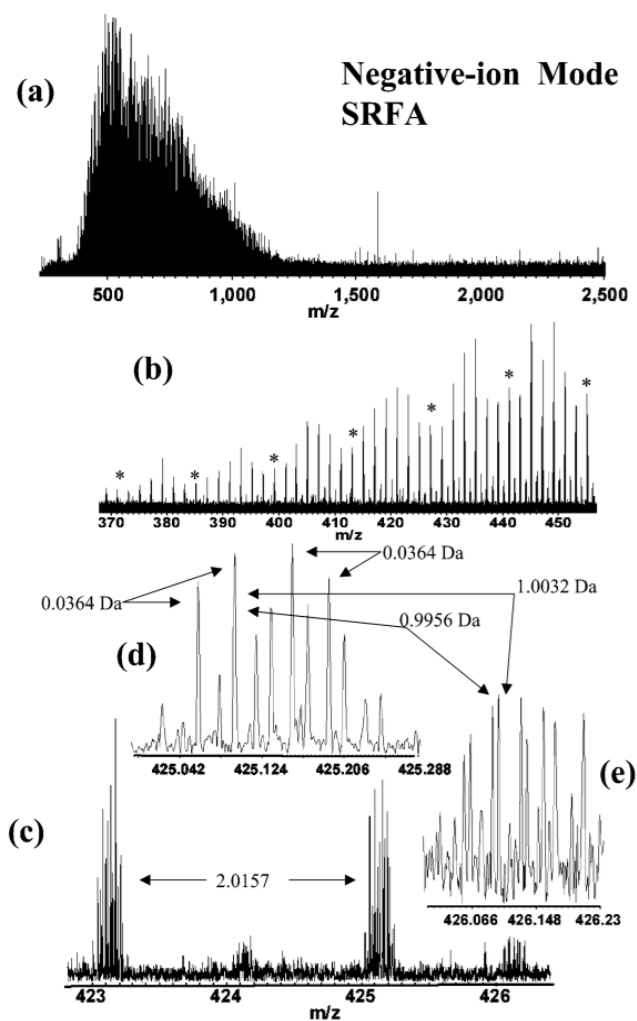 (a)
Negative-ion Mode
SRFA
500 1,000 1,500 2,000 2,500
m/z
(b)
* * * * * * *
370 380 390 400 410 420 430 440 450
m/z
0.0364 Da
0.0364 Da
1.0032 Da
0.9956 Da
(d)
425.042 425.124 425.206 425.288
(e)
(c)
2.0157
426.066 426.148 426.23
423 424 425 426
m/z